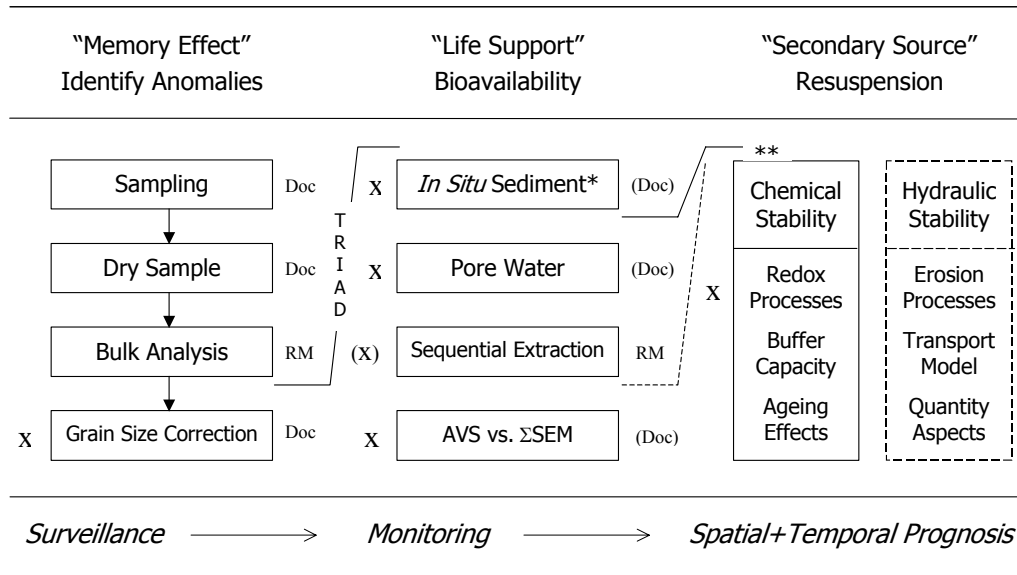 “Memory Effect”
Identify Anomalies
“Life Support”
Bioavailability
“Secondary Source”
Resuspension
Sampling
Doc
Dry Sample
Doc
Bulk Analysis
RM
x
Grain Size Correction
Doc
TRIAD
x
In Situ Sediment*
(Doc)
x
Pore Water
(Doc)
(x)
Sequential Extraction
RM
x
AVS vs. ΣSEM
(Doc)
**
x
Chemical
Stability
Redox
Processes
Buffer
Capacity
Ageing
Effects
Hydraulic
Stability
Erosion
Processes
Transport
Model
Quantity
Aspects
Surveillance
Monitoring
Spatial+Temporal Prognosis